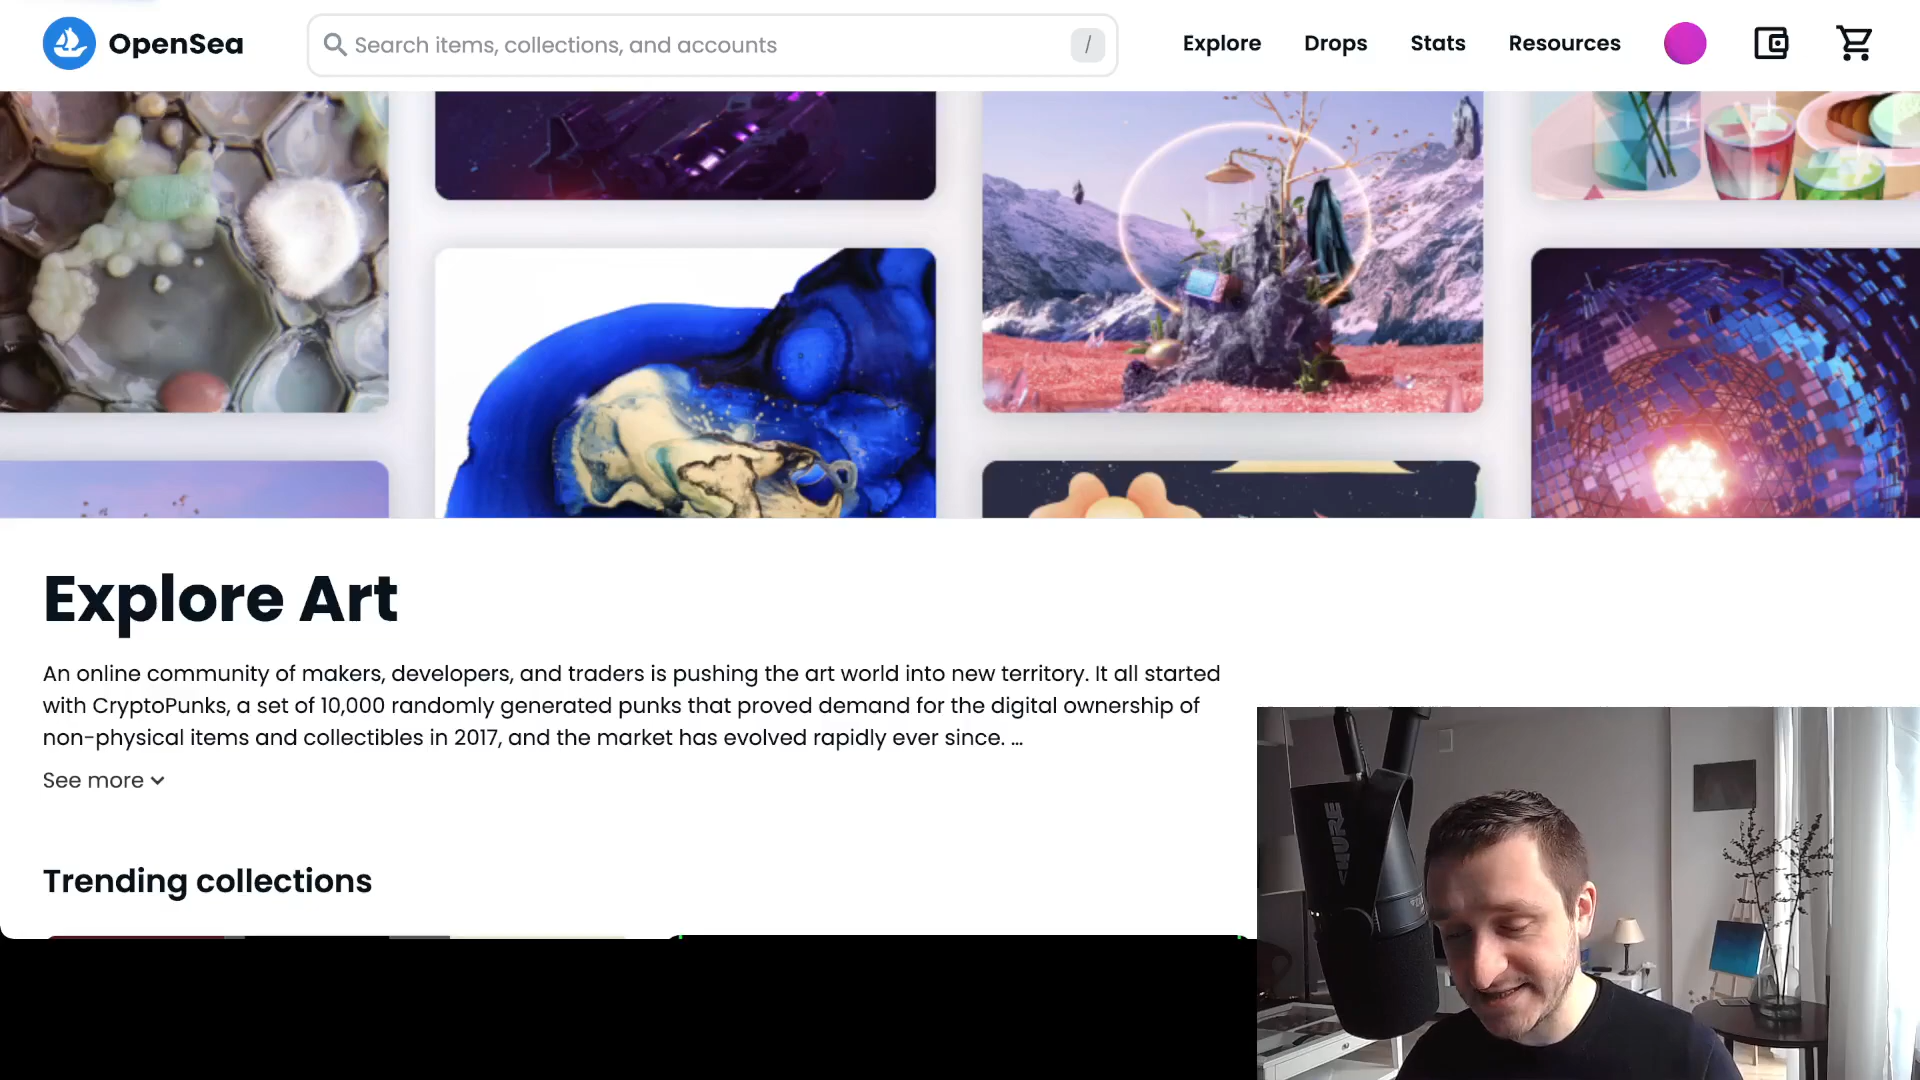 OpenSea
Search items, collections, and accounts
/
Explore
Drops
Stats
Resources
Explore Art
An online community of makers, developers, and traders is pushing the art world into new territory. It all started
with CryptoPunks, a set of 10,000 randomly generated punks that proved demand for the digital ownership of
non-physical items and collectibles in 2017, and the market has evolved rapidly ever since. ...
See more
Trending collections
SHURE